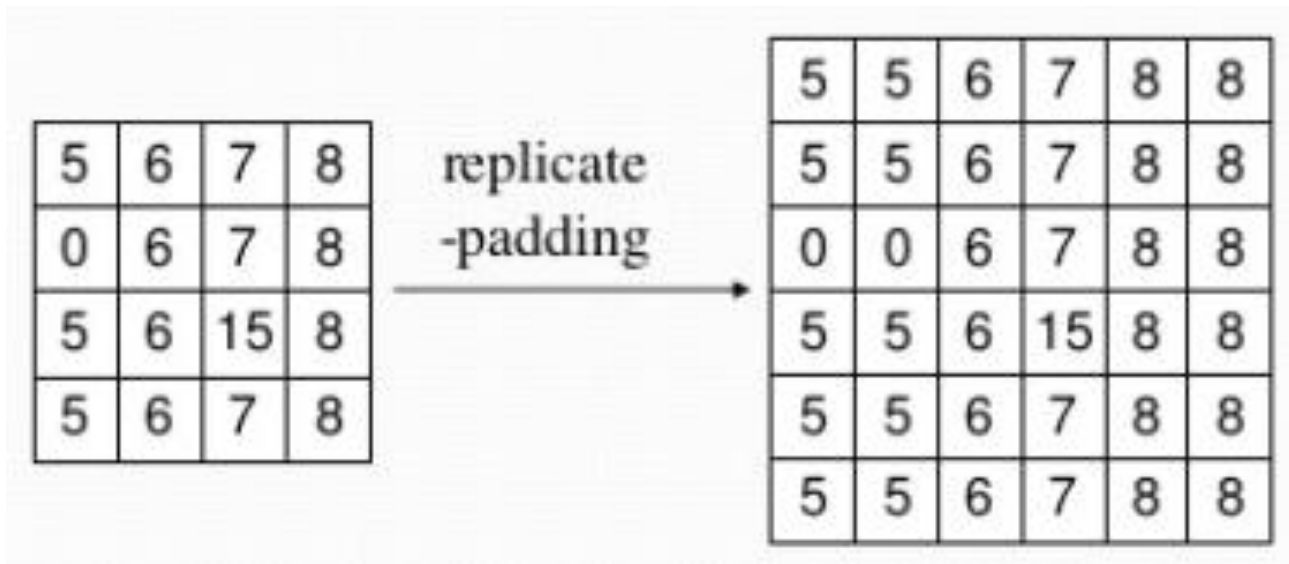 5 6 7 8
0 6 7 8
5 6 15 8
5 6 7 8
replicate
-padding
5 5 6 7 8 8
5 5 6 7 8 8
0 0 6 7 8 8
5 5 6 15 8 8
5 5 6 7 8 8
5 5 6 7 8 8